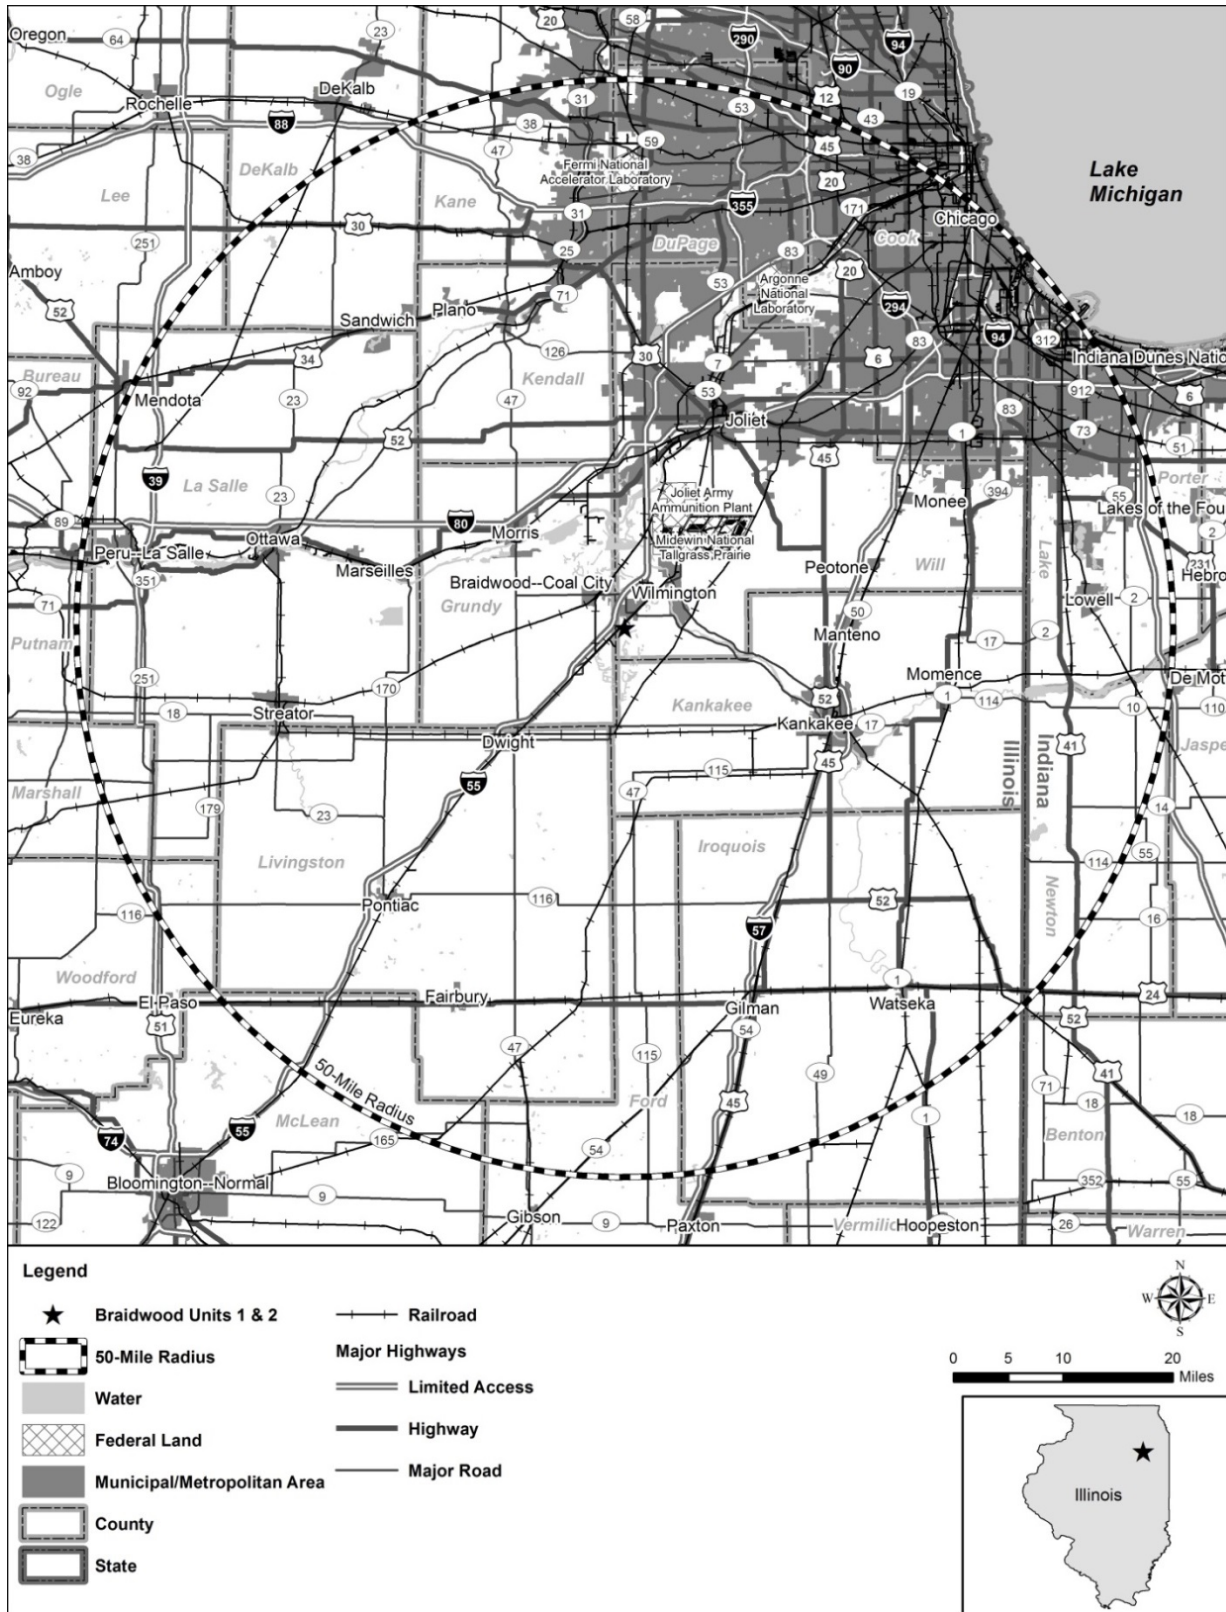 20
58
290
94
Oregon
64
23
90
Ogle
DeKalb
31
12
53
19
Rochelle
88
38
43
47
59
45
38
DeKalb
Fermi National
Accelerator Laboratory
Lake
Michigan
Lee
Kane
20
355
171
31
Chicago
30
251
25
DuPage
83
Cook
Amboy
20
53
Argonne
National
Laboratory
71
52
Plano
294
Sandwich
83
94
312
126
30
34
7
6
Indiana Dunes Natio
Bureau
Kendall
53
912
92
Mendota
23
47
6
83
Joliet
73
52
1
51
45
39
La Salle
Porter
23
Joliet Army
Ammunition Plant
Monee
394
55
Lakes of the Fou
89
80
Morris
2
Ottawa
Midewin National
Tallgrass Prairie
Peru--La Salle
Lake
231
Will
Peotone
351
Marseilles
Braidwood--Coal City
Hebro
Wilmington
Lowell
2
71
Grundy
50
Putnam
Manteno
17
2
Momence
251
170
52
1
114
De Mott
18
Streator
Kankakee
10
110
Kankakee
17
Dwight
Illinois
Indiana
41
Jaspe
45
115
Marshall
55
47
179
23
14
Livingston
Iroquois
55
114
Pontiac
116
52
Newton
116
57
16
Woodford
1
El Paso
Fairbury
24
Eureka
Gilman
Watseka
51
54
52
47
115
50-Mile Radius
49
41
71
Ford
45
18
55
McLean
1
18
74
165
Benton
54
9
352
55
Bloomington--Normal
9
Gibson
122
9
Paxton
Vermilio
Hoopeston
26
Warren
Legend
Braidwood Units 1 & 2
Railroad
50-Mile Radius
Major Highways
Water
Limited Access
Federal Land
Highway
Municipal/Metropolitan Area
Major Road
County
State
N
W
E
S
0
5
10
20
Miles
Illinois